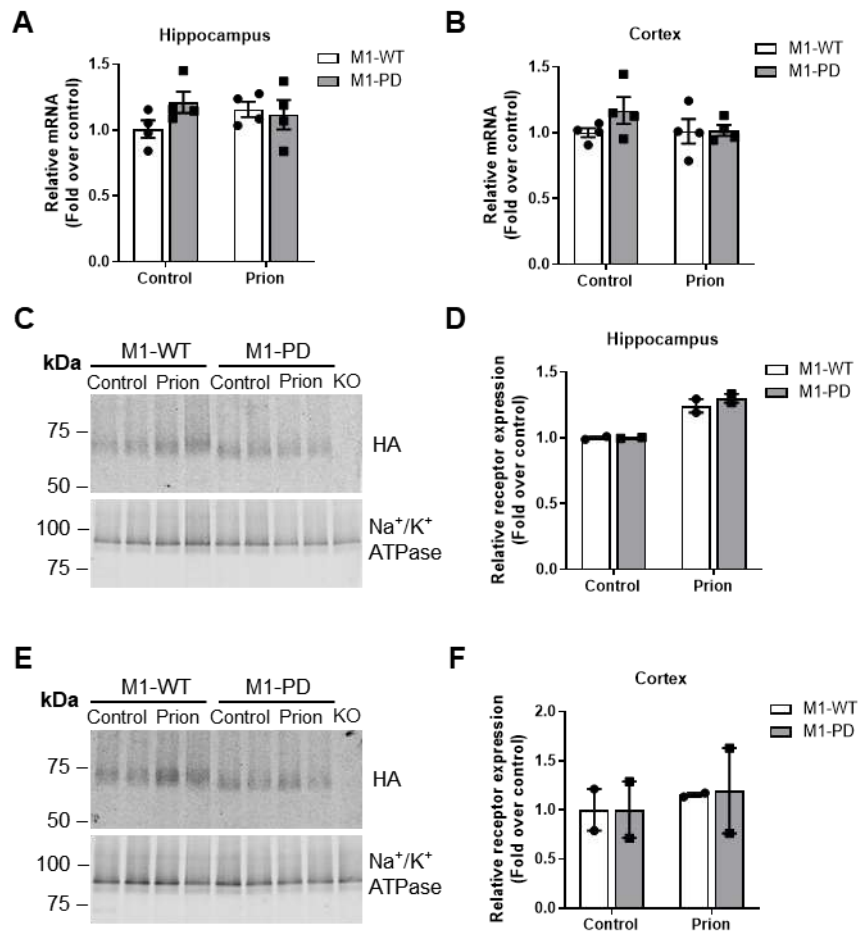 A
Hippocampus
M1-WT
M1-PD
Relative mRNA
(Fold over control)
1.5
1.0
0.5
0.0
Control Prion
B
Cortex
M1-WT
M1-PD
Relative mRNA
(Fold over control)
1.5
1.0
0.5
0.0
Control Prion
C
kDa
M1-WT M1-PD
Control Prion Control Prion KO
75 –
50 –
HA
100 –
75 –
Na+/K+
ATPase
D
Hippocampus
M1-WT
M1-PD
Relative receptor expression
(Fold over control)
1.5
1.0
0.5
0.0
Control Prion
E
kDa
M1-WT M1-PD
Control Prion Control Prion KO
75 –
50 –
HA
100 –
75 –
Na+/K+
ATPase
F
Cortex
M1-WT
M1-PD
Relative receptor expression
(Fold over control)
2.0
1.5
1.0
0.5
0.0
Control Prion